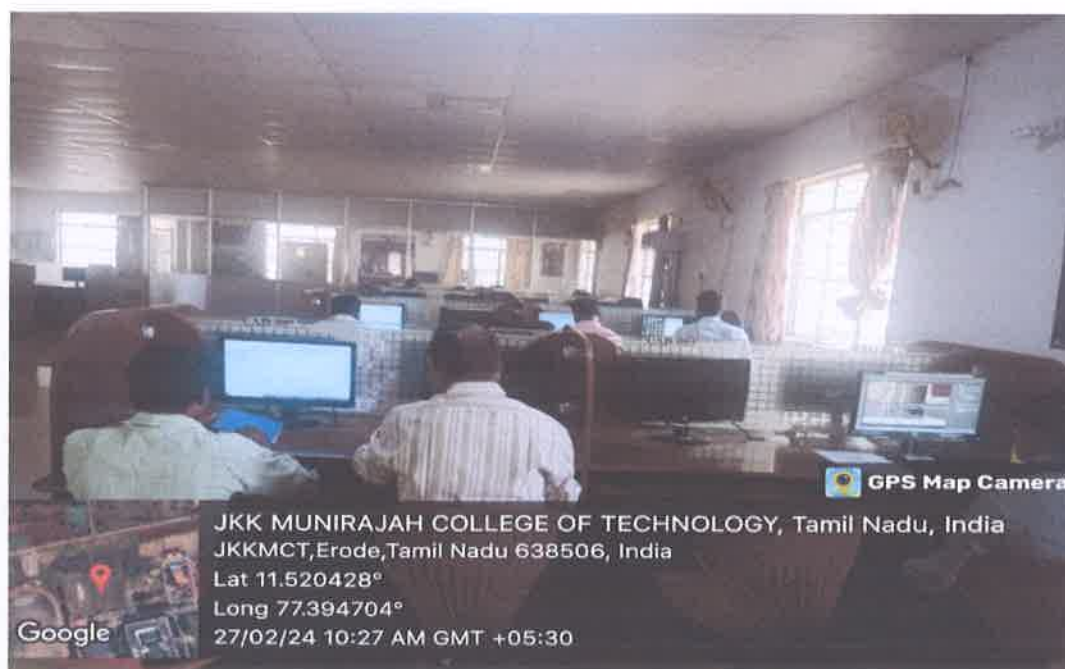 GPS Map Camera
JKK MUNIRAJAH COLLEGE OF TECHNOLOGY, Tamil Nadu, India
JKKMCT,Erode,Tamil Nadu 638506, India
Lat 11.520428°
Long 77.394704°
27/02/24 10:27 AM GMT +05:30
Google